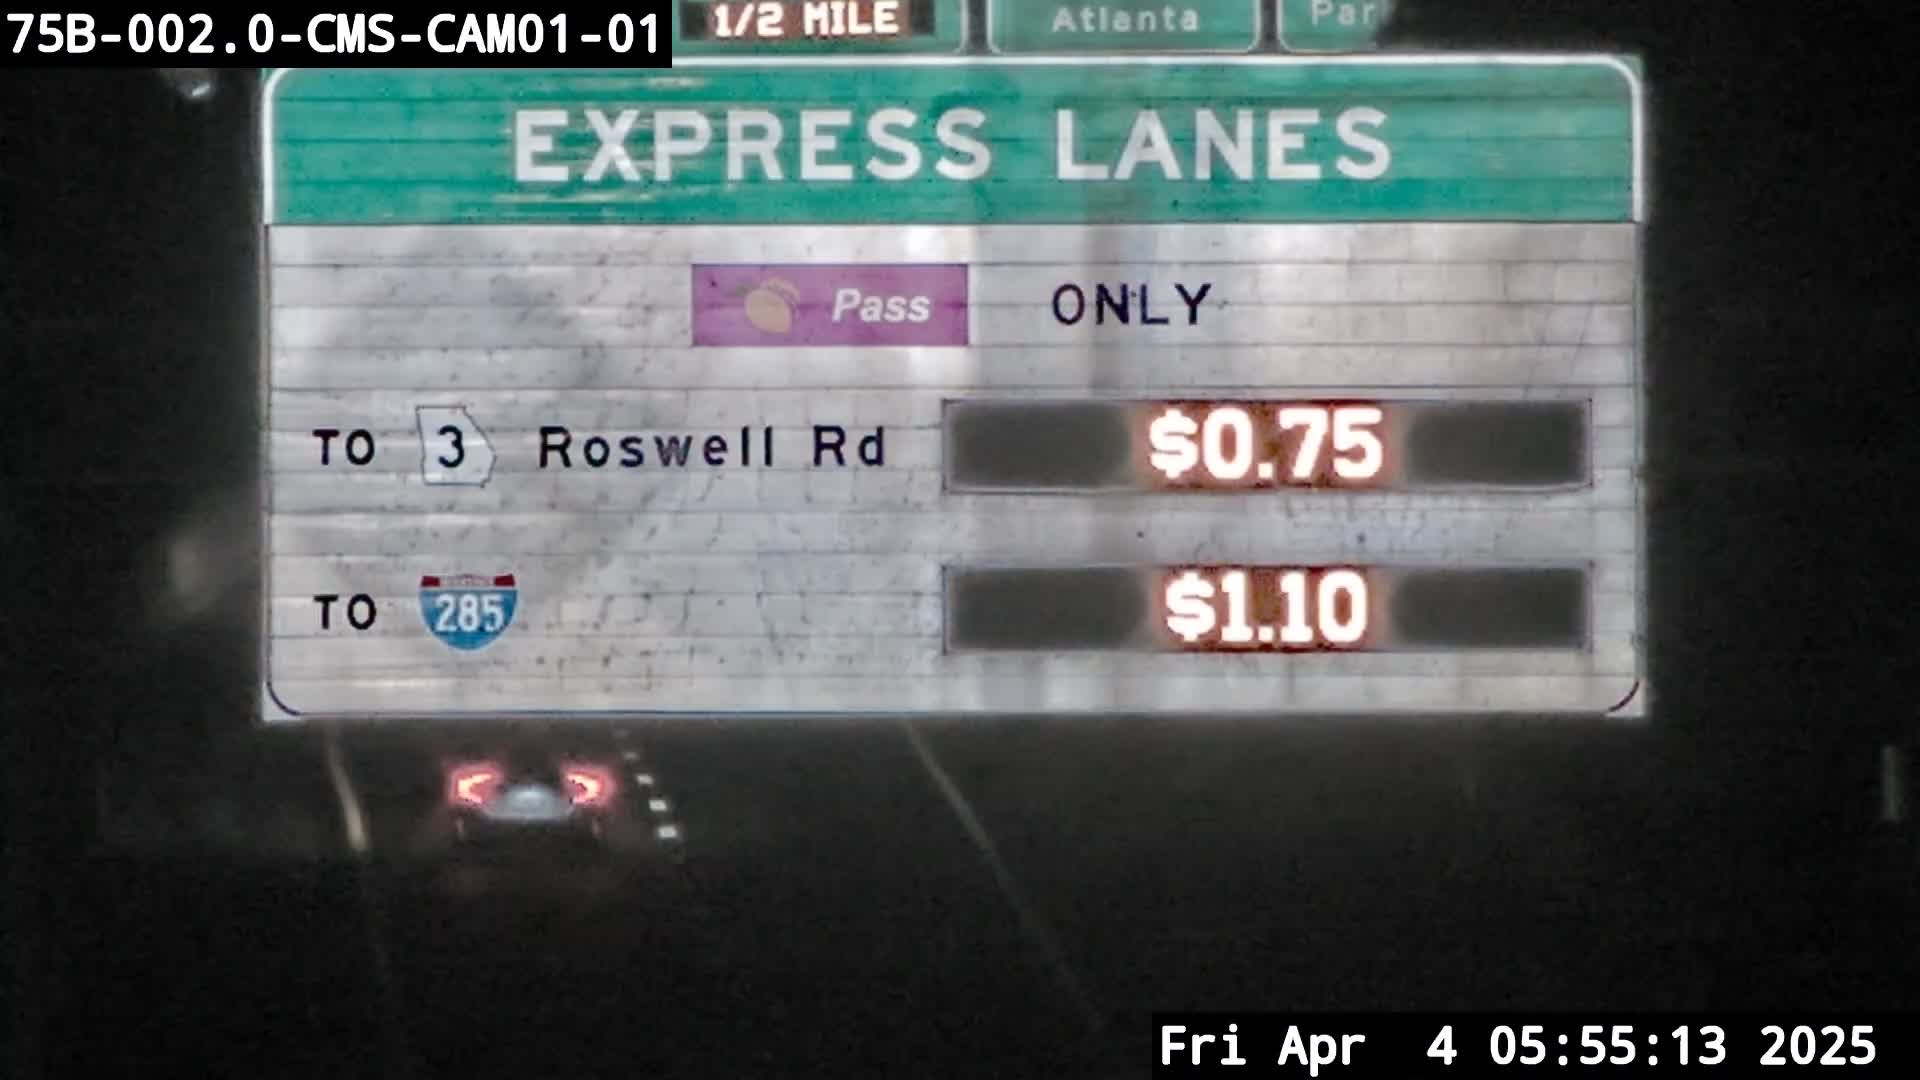 75B-002.0-CMS-CAM01-01
1/2 MILE
Atlanta
Par
EXPRESS LANES
Pass ONLY
TO 3 Roswell Rd $0.75
TO 285 $1.10
Fri Apr 4 05:55:13 2025